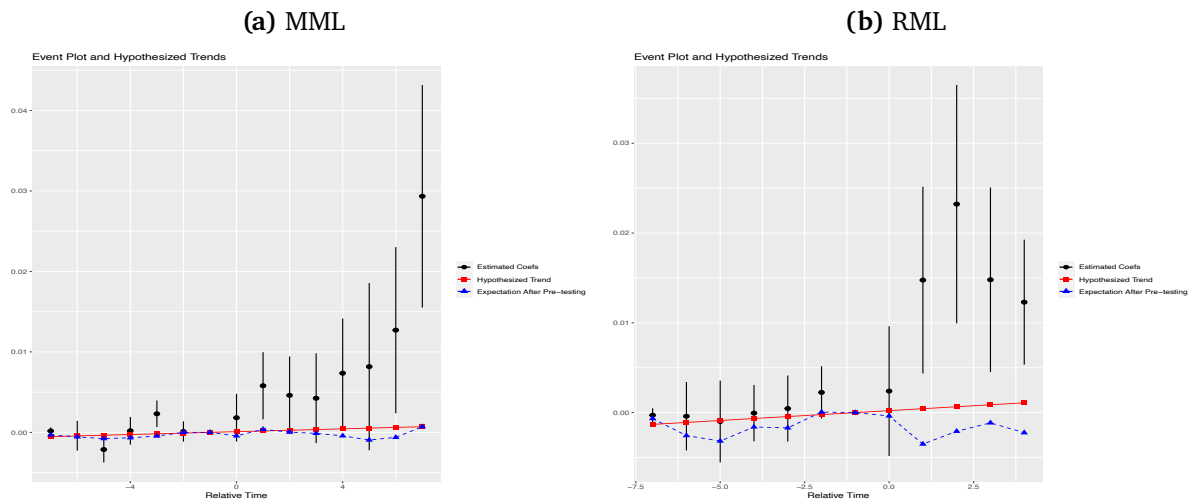 (a) MML
(b) RML
Event Plot and Hypothesized Trends
0.04
0.03
0.02
0.01
0.00
−4
0
4
Relative Time
Estimated Coefs
Hypothesized Trend
Expectation After Pre−testing
Event Plot and Hypothesized Trends
0.03
0.02
0.01
0.00
−7.5
−5.0
−2.5
0.0
2.5
Relative Time
Estimated Coefs
Hypothesized Trend
Expectation After Pre−testing